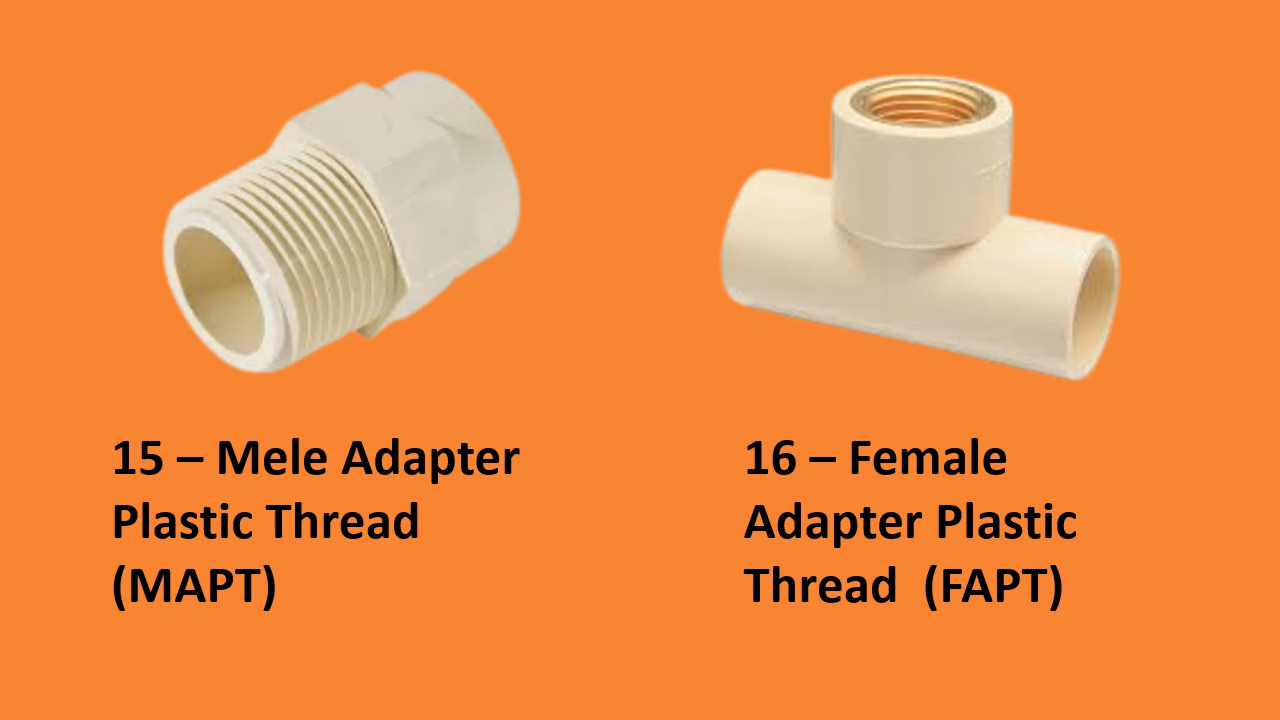 15 – Mele Adapter
Plastic Thread
(MAPT)
16 – Female
Adapter Plastic
Thread  (FAPT)